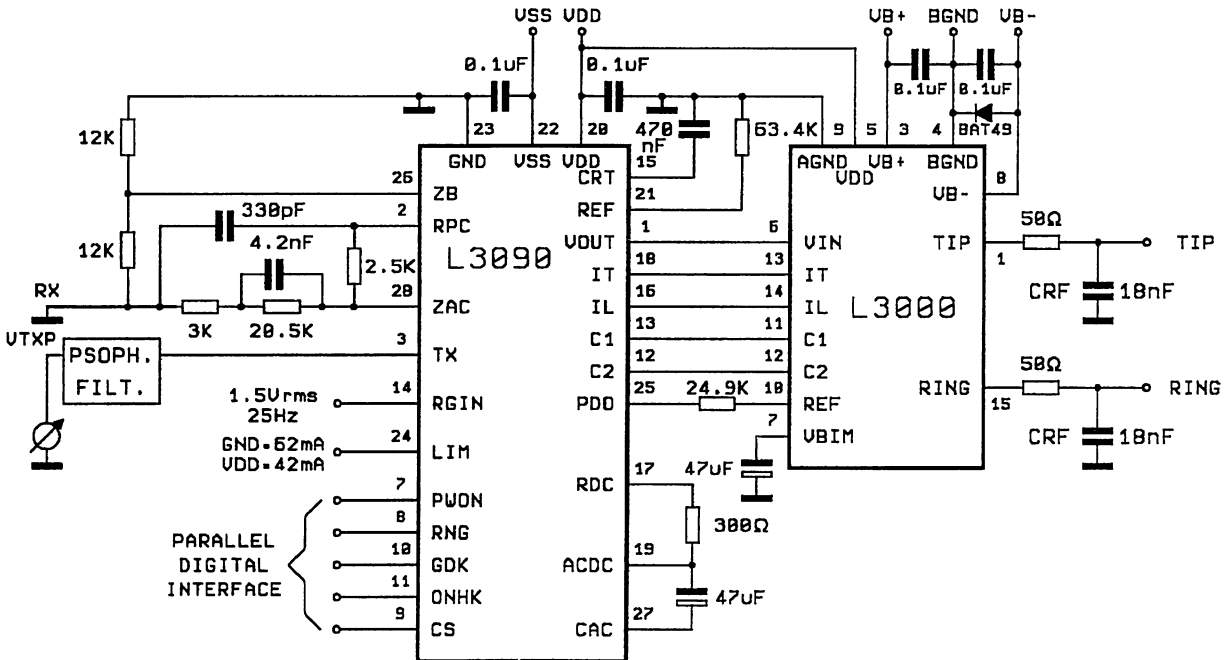 VSS VDD VB+ BGND VB-
0.1uF 0.1uF
0.1uF 0.1uF
12K 23 22 20 470 nF 63.4K 9 5 3 4 BAT49
GND VSS VDD 15 AGND VDD VB+ BGND 8
CRT VB-
26 ZB 21 REF
330pF 2 RPC VOUT 1 6 VIN TIP 50Ω TIP
12K 4.2nF L3090 1
2.5K IT 18 13 IT
RX 28 ZAC IL 16 14 IL L3000 CRF 18nF
3K 20.5K
VTXP C1 13 11 C1
PSOPH. FILT. 3 TX C2 12 12 C2 50Ω
14 RGIN PDO 25 24.9K 10 REF RING 15 RING
1.5Vrms
25Hz
7 VBIM CRF 18nF
GND=62mA
VDD=42mA
24 LIM
47uF
RDC 17
7 PWON
300Ω
8 RNG
PARALLEL
DIGITAL
INTERFACE
10 GDK ACDC 19
11 ONHK 47uF
9 CS CAC 27